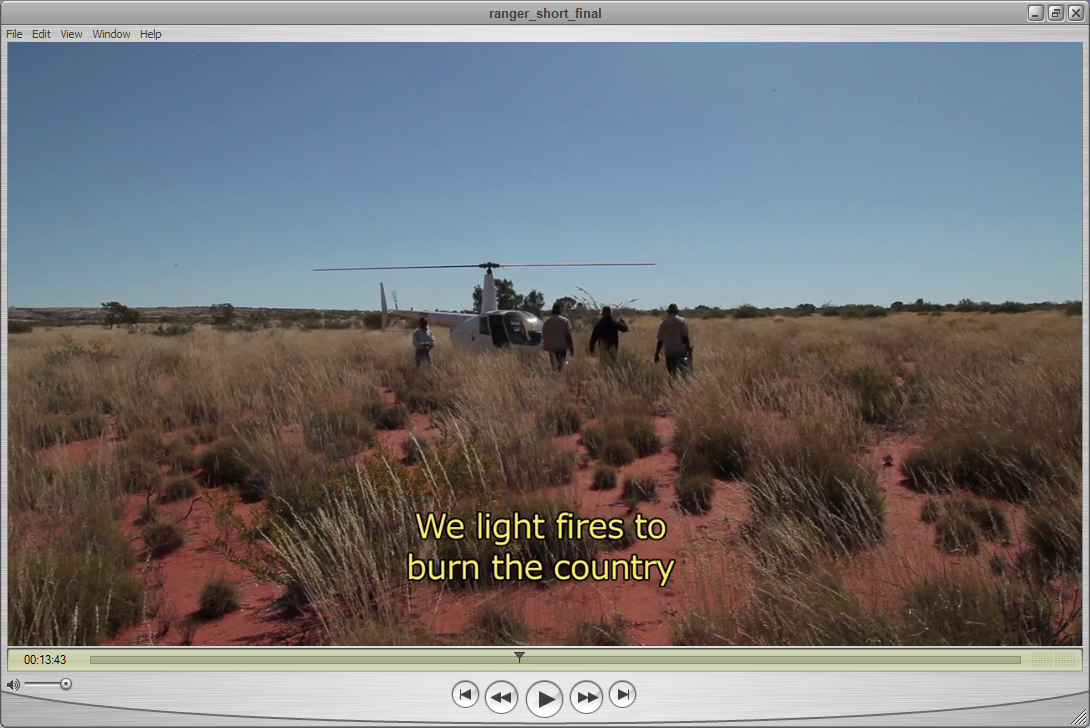 ranger_short_final
File Edit View Window Help
We light fires to
burn the country
00:13:43